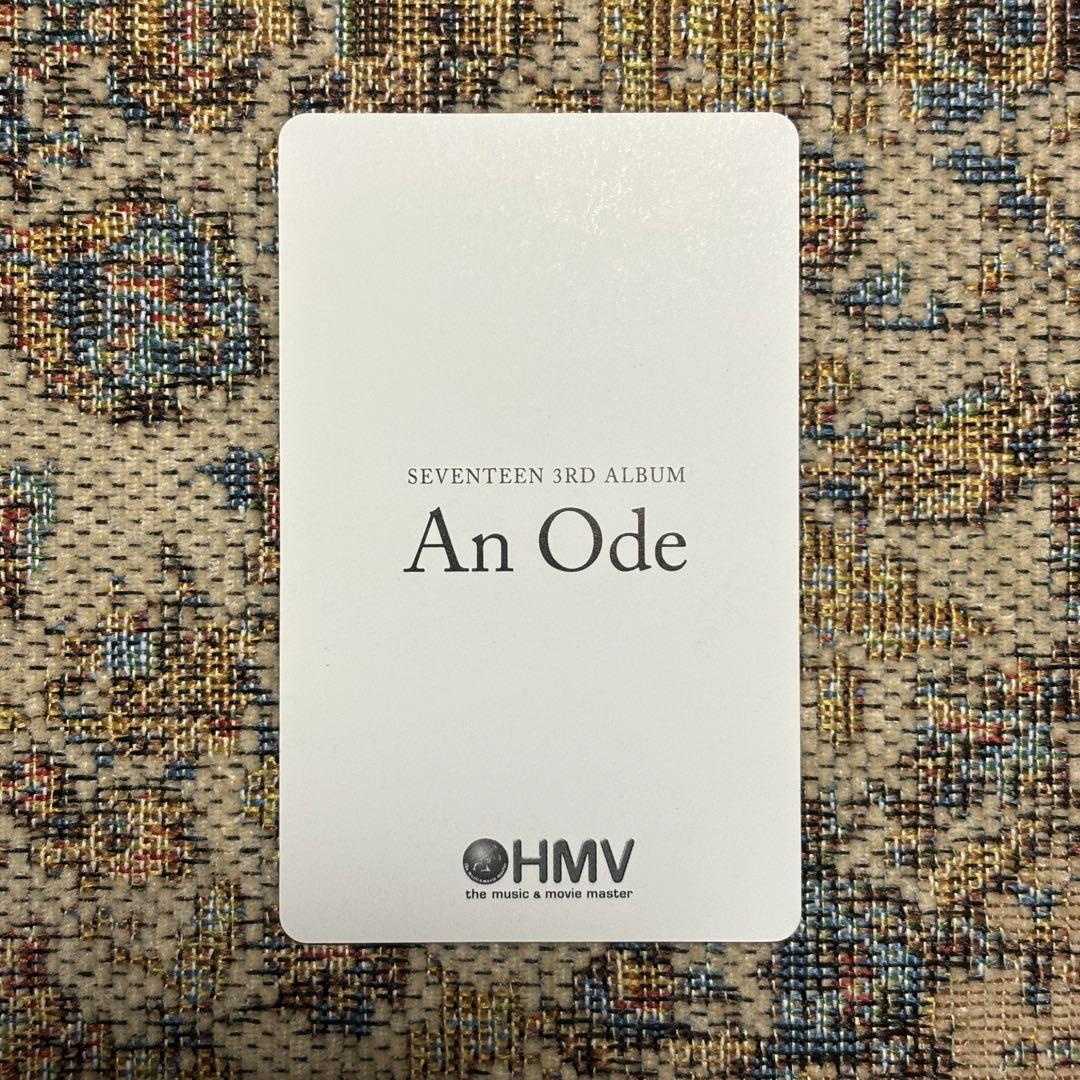 SEVENTEEN 3RD ALBUM
An Ode
HMV
the music & movie master